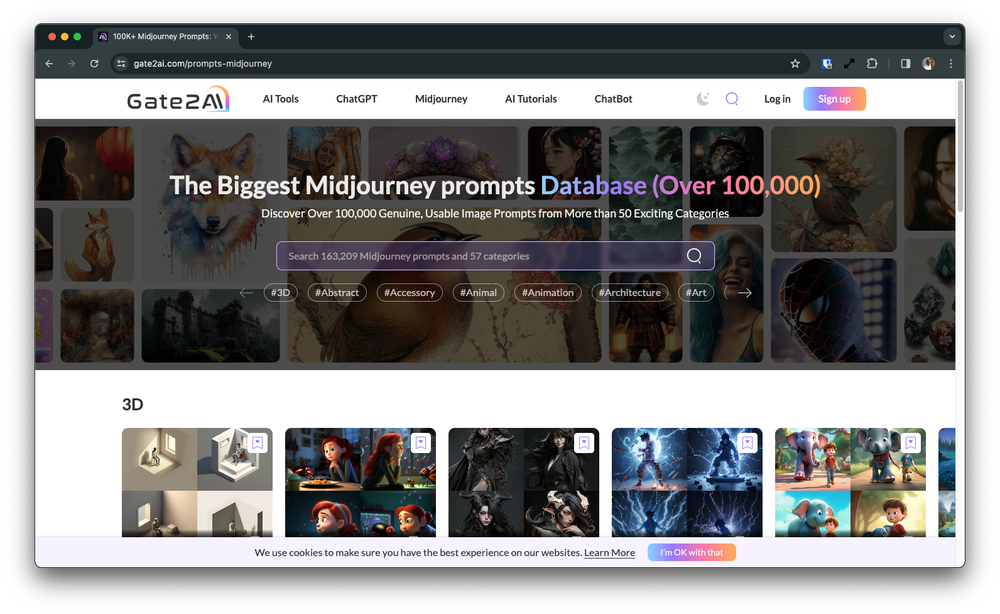 100K+ Midjourney Prompts: W
gate2ai.com/prompts-midjourney
Gate2AI
AI Tools
ChatGPT
Midjourney
AI Tutorials
ChatBot
Log in
Sign up
The Biggest Midjourney prompts Database (Over 100,000)
Discover Over 100,000 Genuine, Usable Image Prompts from More than 50 Exciting Categories
Search 163,209 Midjourney prompts and 57 categories
#3D
#Abstract
#Accessory
#Animal
#Animation
#Architecture
#Art
3D
We use cookies to make sure you have the best experience on our websites. Learn More
I'm OK with that